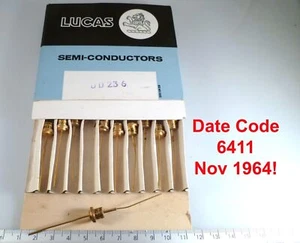 LUCAS
SEMI-CONDUCTORS
Date Code
6411
Nov 1964!